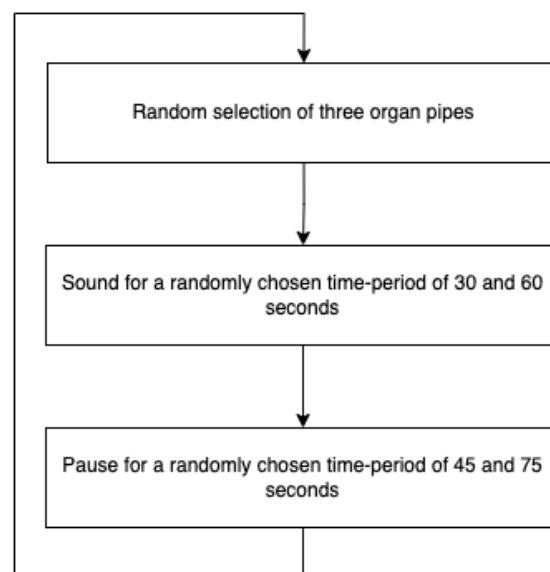 Random selection of three organ pipes
Sound for a randomly chosen time-period of 30 and 60
seconds
Pause for a randomly chosen time-period of 45 and 75
seconds